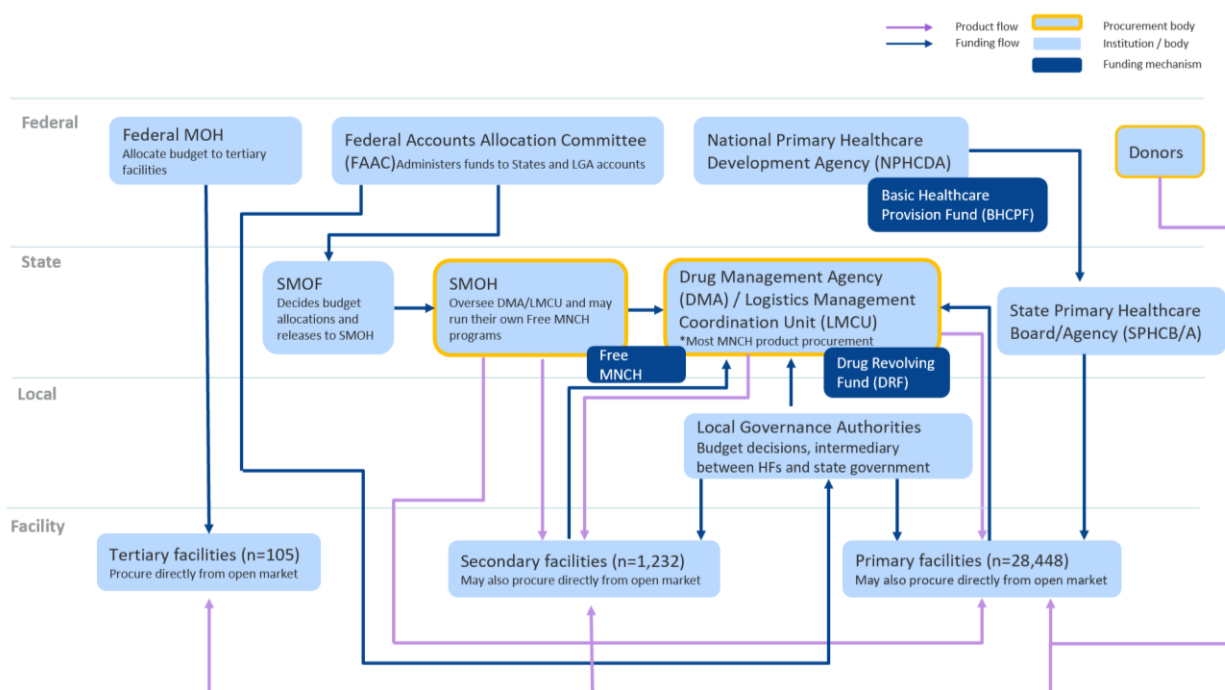 Product flow
Funding flow
Procurement body
Institution / body
Funding mechanism
Federal
Federal MOH
Allocate budget to tertiary
facilities
Federal Accounts Allocation Committee
(FAAC)Administers funds to States and LGA accounts
National Primary Healthcare
Development Agency (NPHCDA)
Basic Healthcare
Provision Fund (BHCPF)
Donors
State
SMOF
Decides budget
allocations and
releases to SMOH
SMOH
Oversee DMA/LMCU and may
run their own Free MNCH
programs
Free
MNCH
Drug Management Agency
(DMA) / Logistics Management
Coordination Unit (LMCU)
*Most MNCH product procurement
Drug Revolving
Fund (DRF)
State Primary Healthcare
Board/Agency (SPHCB/A)
Local
Local Governance Authorities
Budget decisions, intermediary
between HFs and state government
Facility
Tertiary facilities (n=105)
Procure directly from open market
Secondary facilities (n=1,232)
May also procure directly from open market
Primary facilities (n=28,448)
May also procure directly from open market